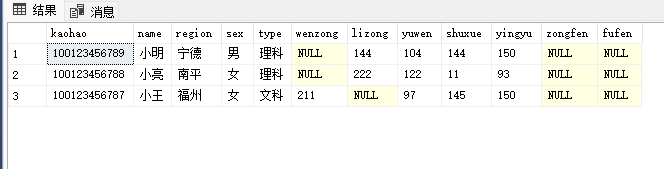 结果 消息
kaohao name region sex type wenzong lizong yuwen shuxue yingyu zongfen fufen
1 100123456789 小明 宁德 男 理科 NULL 144 104 144 150 NULL NULL
2 100123456788 小亮 南平 女 理科 NULL 222 122 11 93 NULL NULL
3 100123456787 小王 福州 女 文科 211 NULL 97 145 150 NULL NULL